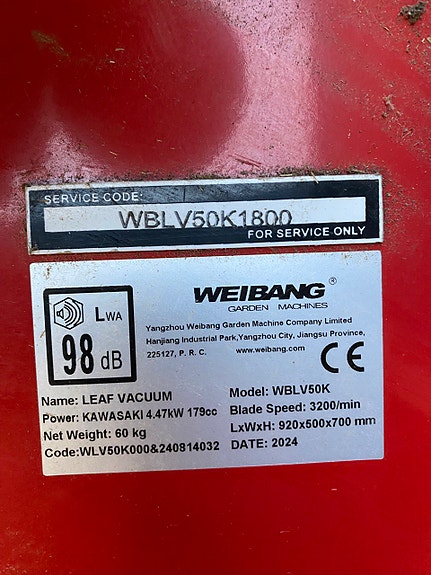 SERVICE CODE:
WBLV50K1800
FOR SERVICE ONLY
WEIBANG ®
GARDEN MACHINES
LWA
98 dB
Yangzhou Weibang Garden Machine Company Limited
Hanjiang Industrial Park,Yangzhou City, Jiangsu Province,
225127, P. R. C. www.weibang.com
CE
Name: LEAF VACUUM
Model: WBLV50K
Power: KAWASAKI 4.47kW 179cc
Blade Speed: 3200/min
Net Weight: 60 kg
LxWxH: 920x500x700 mm
Code:WLV50K000&240814032
DATE: 2024